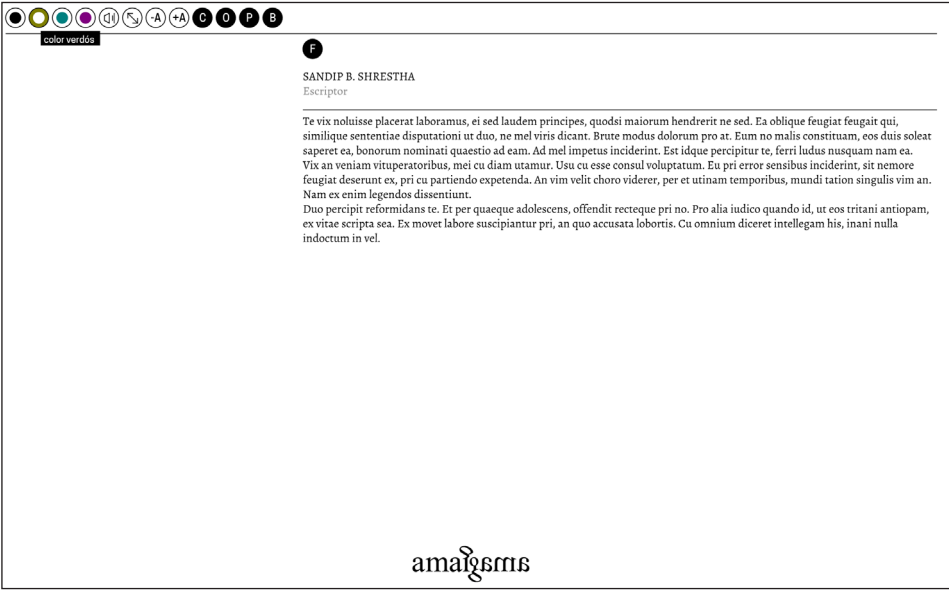 -A +A C O P B
color verdós
F
SANDIP B. SHRESTHA
Escriptor
Te vix noluisse placerat laboramus, ei sed laudem principes, quodsi maiorum hendrerit ne sed. Ea oblique feugiat feugait qui,
similique sententiae disputationi ut duo, ne mel viris dicant. Brute modus dolorum pro at. Eum no malis constituam, eos duis soleat
saperet ea, bonorum nominati quaestio ad eam. Ad mel impetus inciderint. Est idque percipitur te, ferri ludus nusquam nam ea.
Vix an veniam vituperatoribus, mei cu diam utamur. Usu cu esse consul voluptatum. Eu pri error sensibus inciderint, sit nemore
feugiat deserunt ex, pri cu partiendo expetenda. An vim velit choro viderer, per et utinam temporibus, mundi tation singulis vim an.
Nam ex enim legendos dissentiunt.
Duo percipit reformidans te. Et per quaeque adolescens, offendit recteque pri no. Pro alia iudico quando id, ut eos tritani antiopam,
ex vitae scripta sea. Ex movet labore suscipiantur pri, an quo accusata lobortis. Cu omnium diceret intellegam his, inani nulla
indoctum in vel.